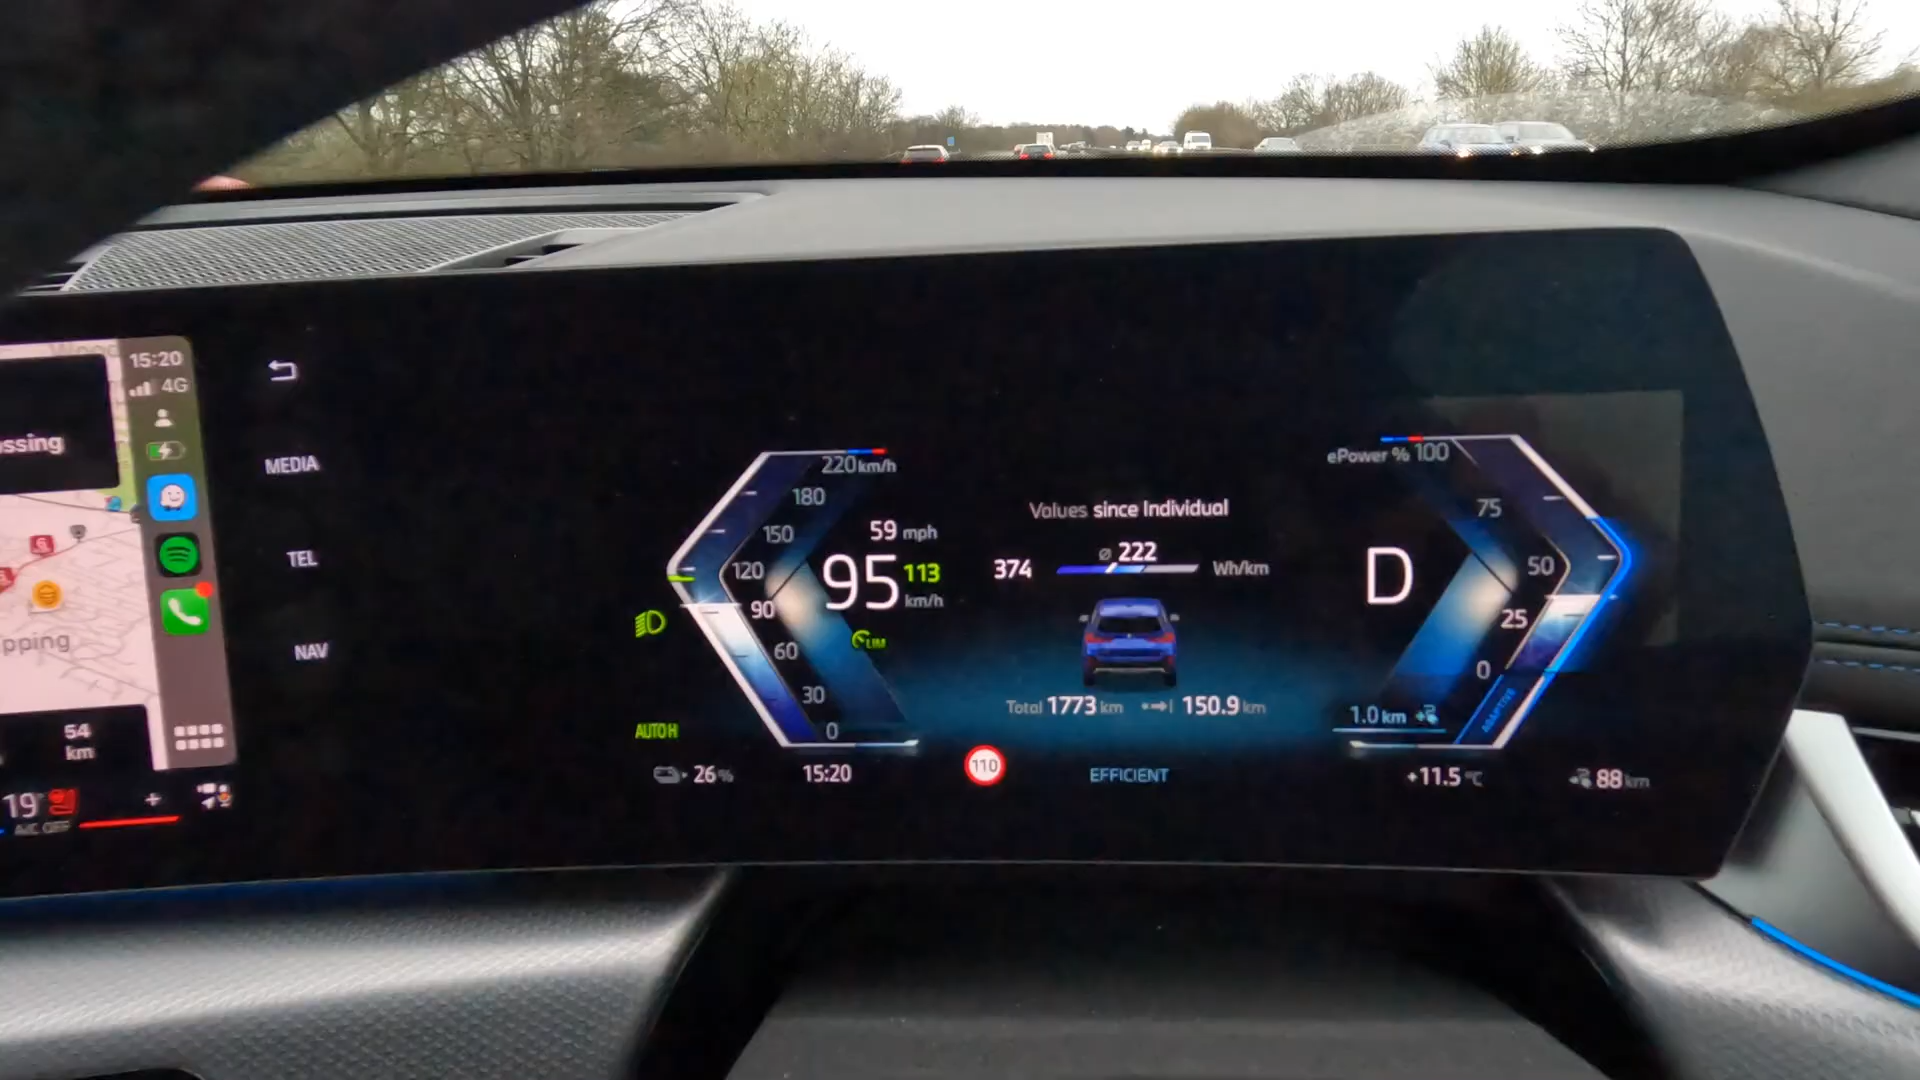 15:20
4G
ssing
pping
54
km
19
A/C OFF
+
MEDIA
TEL
NAV
220 km/h
180
150
120
90
60
30
0
59 mph
95 113
km/h
LIM
AUTO H
26 %
15:20
110
Values since Individual
ø 222
374 Wh/km
Total 1773 km 150.9 km
EFFICIENT
D
ePower % 100
75
50
25
0
ADAPTIVE
1.0 km
+11.5 °C
88 km